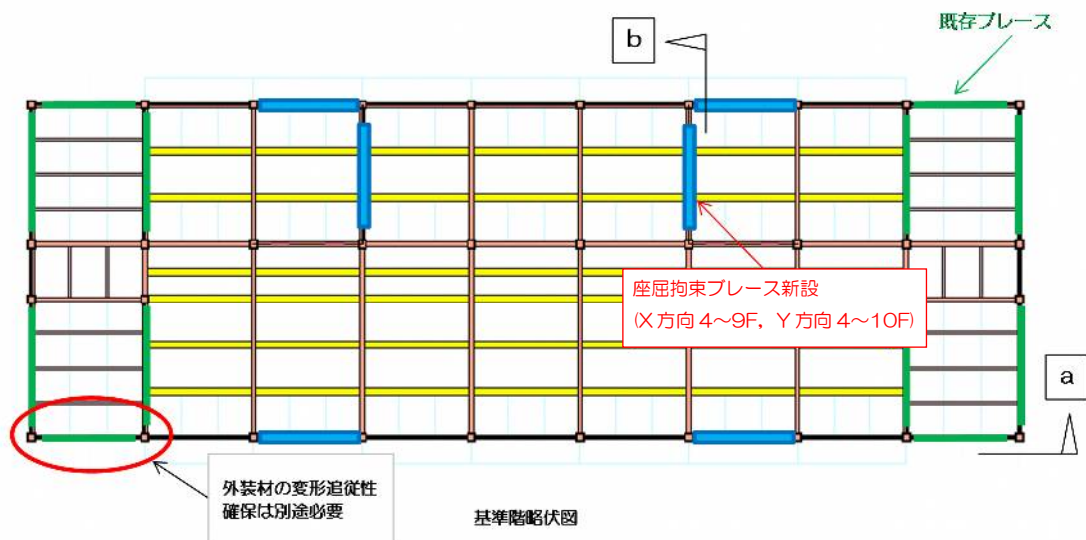 既存ブレース
b
座屈拘束ブレース新設
(X方向4~9F, Y方向4~10F)
a
外装材の変形追従性
確保は別途必要
基準階略伏図